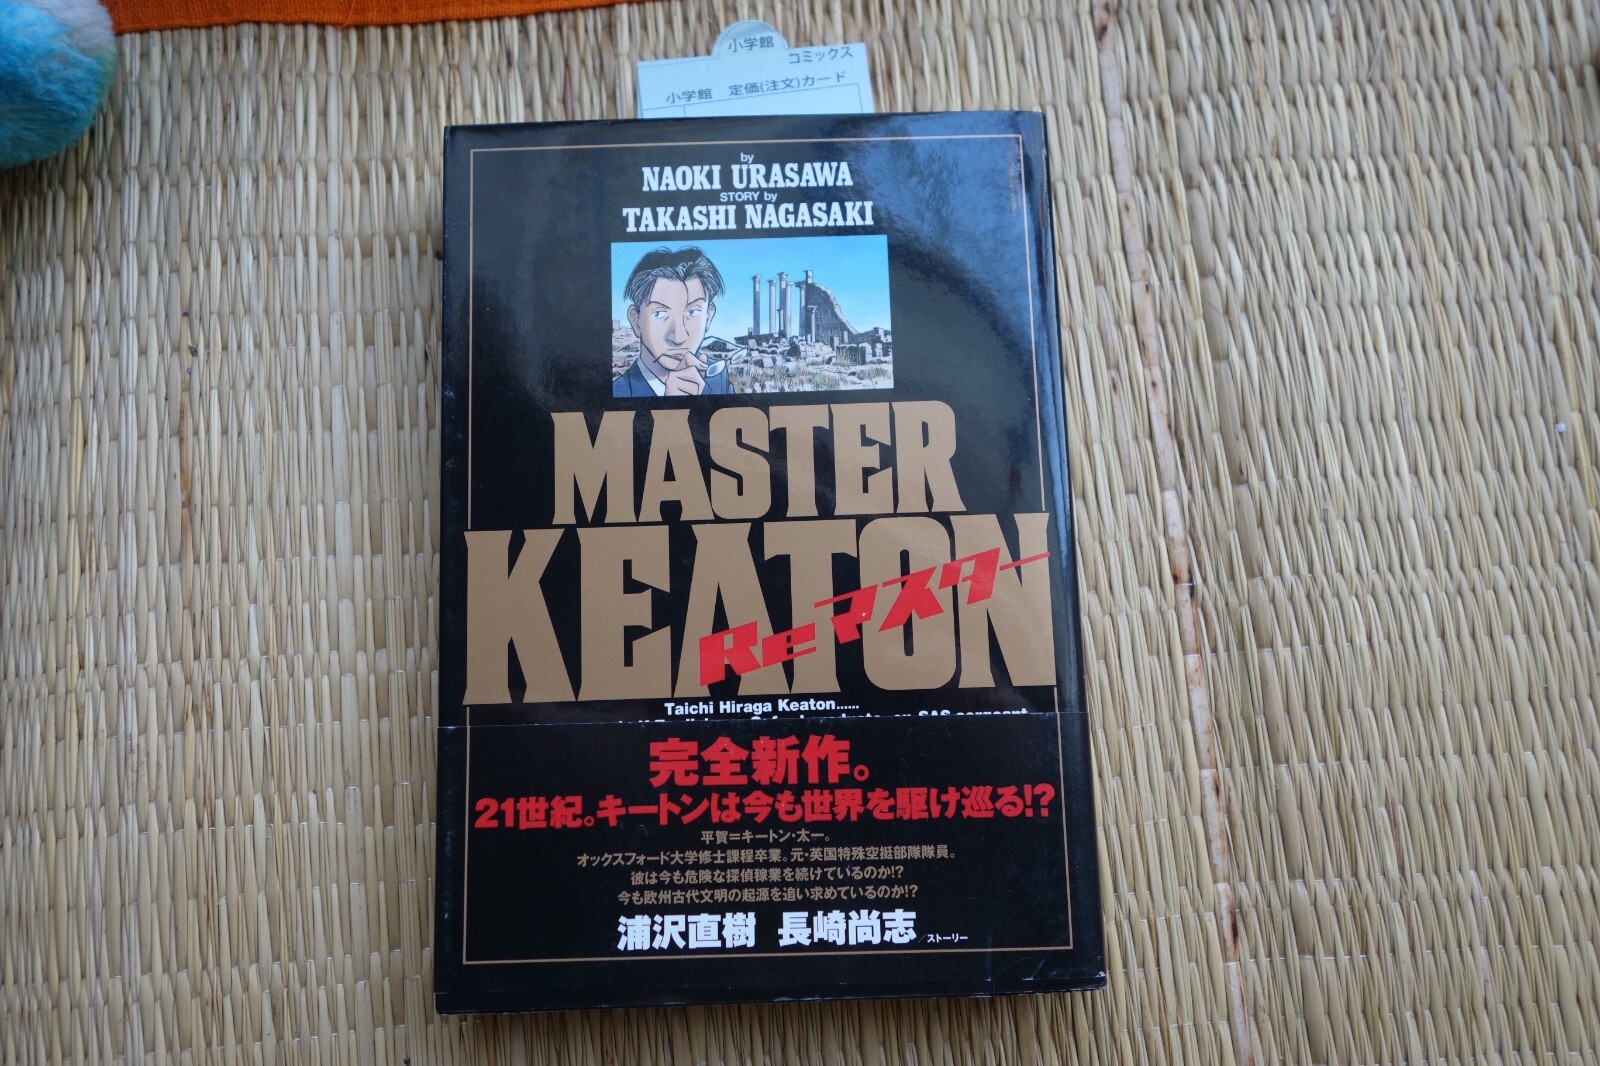 小学館
コミックス
小学館 定価(注文)カード
by
NAOKI URASAWA
STORY by
TAKASHI NAGASAKI
MASTER
KEATON
Reマスター
Taichi Hiraga Keaton......
完全新作。
21世紀。キートンは今も世界を駆け巡る!?
平賀=キートン・太一。
オックスフォード大学修士課程卒業。元・英国特殊空挺部隊隊員。
彼は今も危険な探偵稼業を続けているのか!?
今も欧州古代文明の起源を追い求めているのか!?
浦沢直樹 長崎尚志/ストーリー